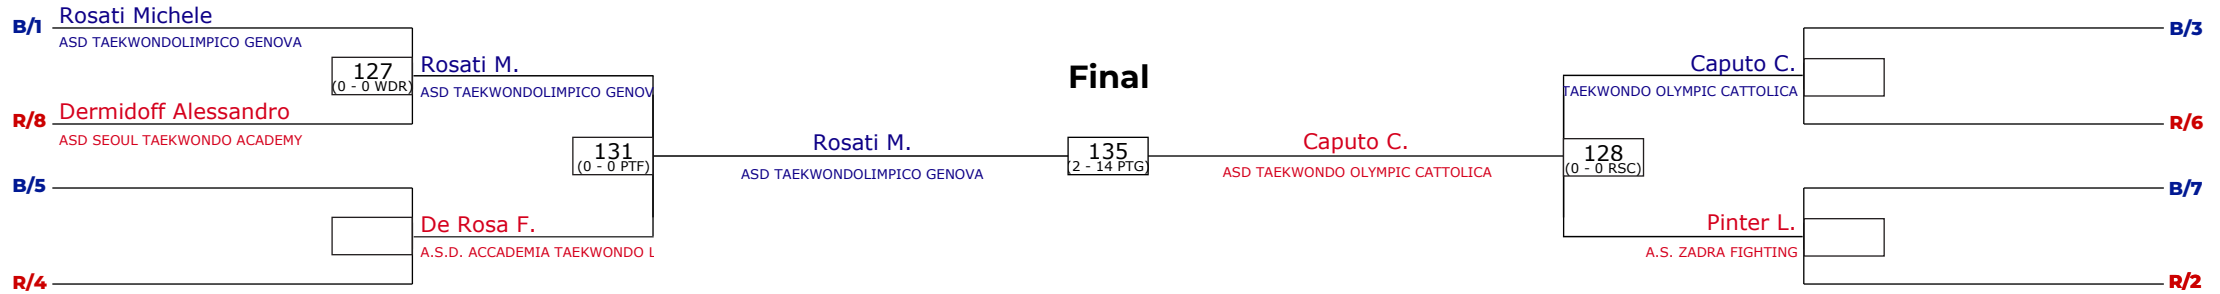 B/1
Rosati Michele
ASD TAEKWONDOLIMPICO GENOVA
127
(0 - 0 WDR)
R/8
Dermidoff Alessandro
ASD SEOUL TAEKWONDO ACADEMY
Rosati M.
ASD TAEKWONDOLIMPICO GENOV
131
(0 - 0 PTF)
B/5
De Rosa F.
A.S.D. ACCADEMIA TAEKWONDO L
R/4
Final
Rosati M.
ASD TAEKWONDOLIMPICO GENOVA
135
(2 - 14 PTG)
Caputo C.
ASD TAEKWONDO OLYMPIC CATTOLICA
Caputo C.
TAEKWONDO OLYMPIC CATTOLICA
128
(0 - 0 RSC)
Pinter L.
A.S. ZADRA FIGHTING
B/3
R/6
B/7
R/2